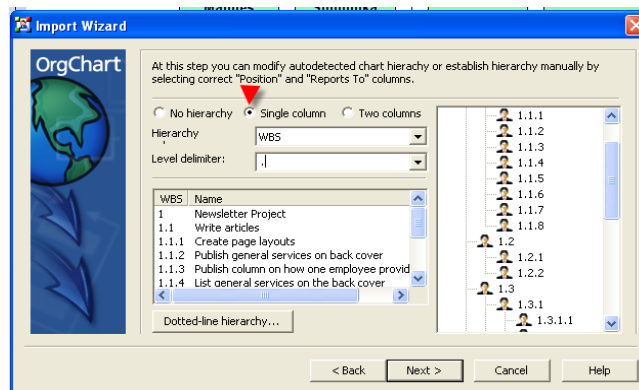 Import Wizard
OrgChart
At this step you can modify autodetected chart hierachy or establish hierarchy manually by
selecting correct "Position" and "Reports To" columns.
No hierarchy Single column Two columns
Hierarchy
WBS
Level delimiter:
.
WBS Name
1 Newsletter Project
1.1 Write articles
1.1.1 Create page layouts
1.1.2 Publish general services on back cover
1.1.3 Publish column on how one employee provid
1.1.4 List general services on the back cover
Dotted-line hierarchy...
1.1.1
1.1.2
1.1.3
1.1.4
1.1.5
1.1.6
1.1.7
1.1.8
1.2
1.2.1
1.2.2
1.3
1.3.1
1.3.1.1
< Back Next > Cancel Help